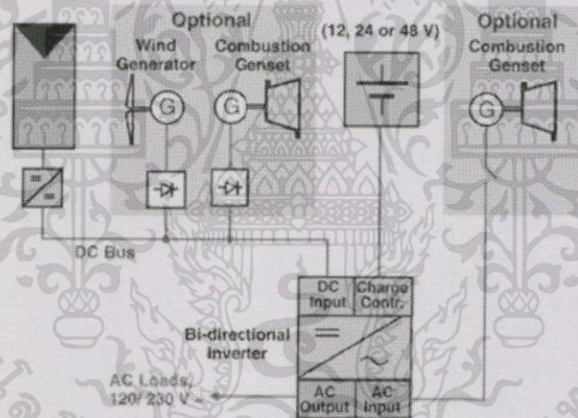 Optional
Wind
Generator
Combustion
Genset
G
G
(12, 24 or 48 V)
Optional
Combustion
Genset
G
DC Bus
DC
Input
Charge
Contr.
Bi-directional
Inverter
AC Loads,
120/ 230 V ~
AC
Output
AC
Input